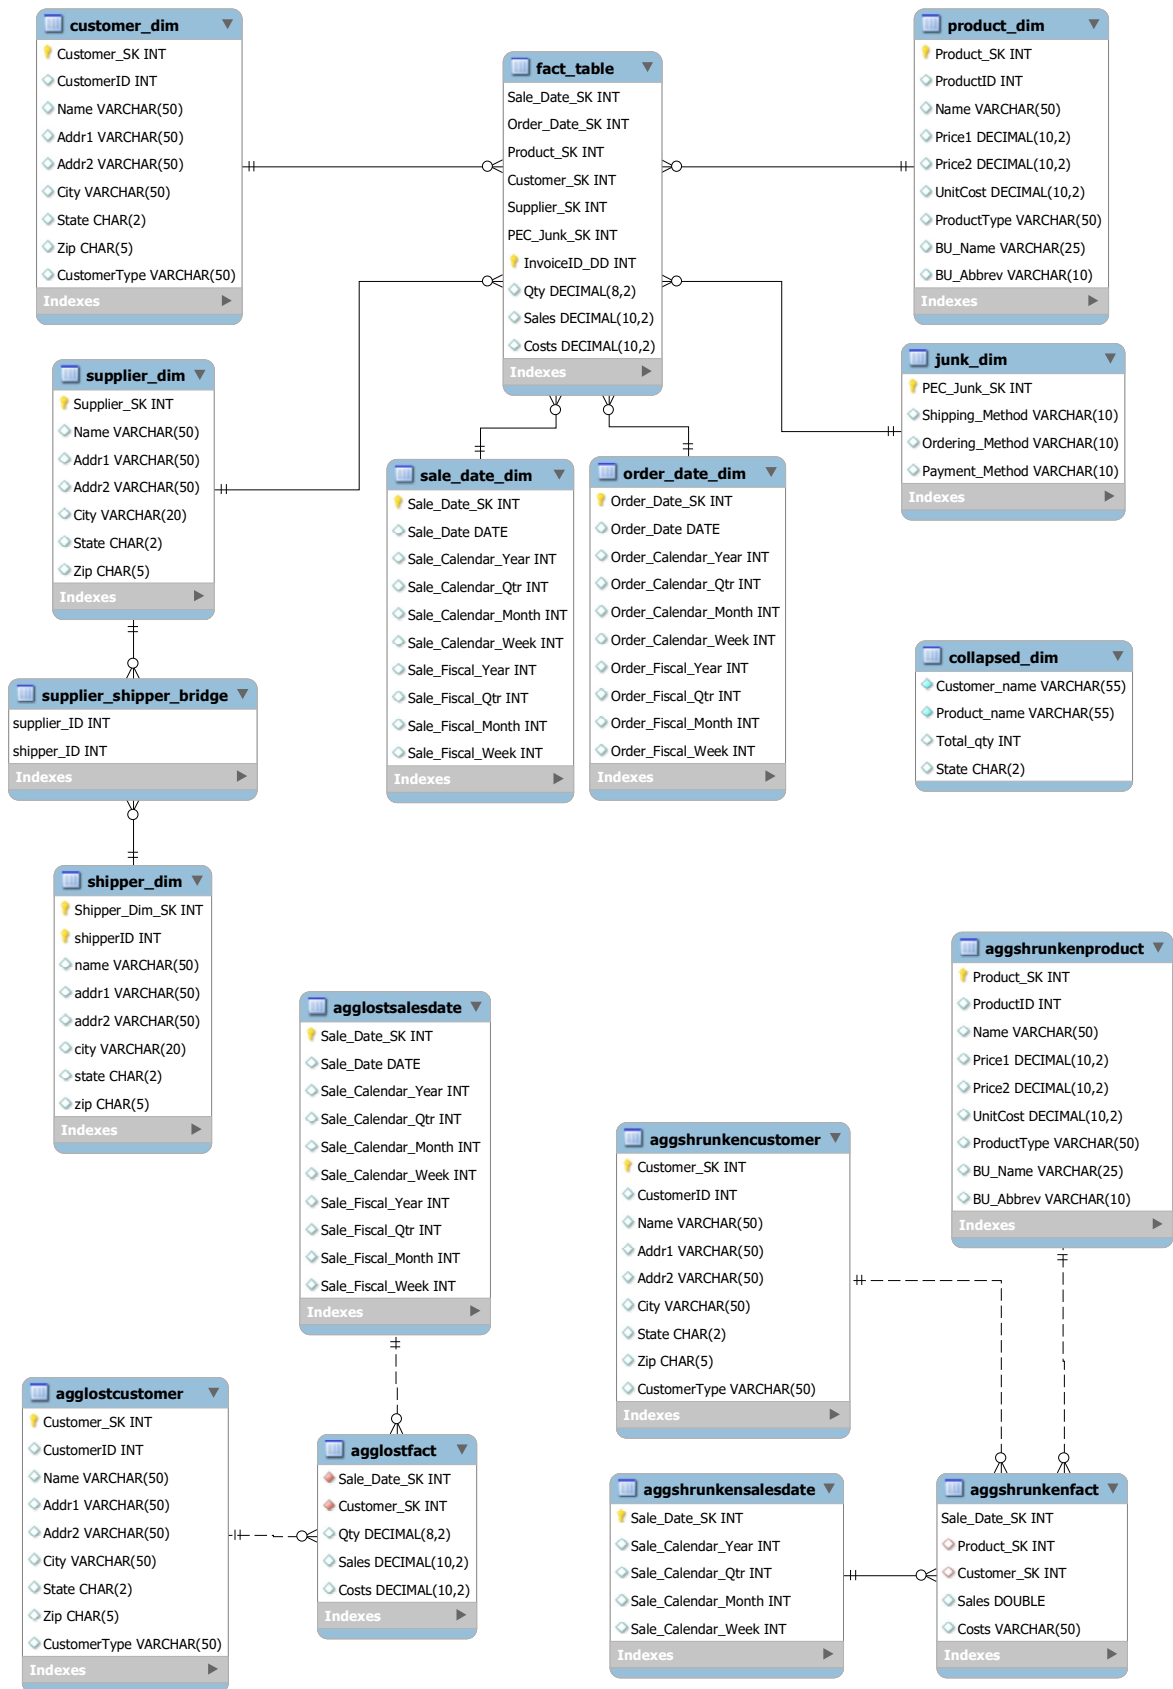 customer_dim
Customer_SK INT
CustomerID INT
Name VARCHAR(50)
Addr1 VARCHAR(50)
Addr2 VARCHAR(50)
City VARCHAR(50)
State CHAR(2)
Zip CHAR(5)
CustomerType VARCHAR(50)
Indexes
fact_table
Sale_Date_SK INT
Order_Date_SK INT
Product_SK INT
Customer_SK INT
Supplier_SK INT
PEC_Junk_SK INT
InvoiceID_DD INT
Qty DECIMAL(8,2)
Sales DECIMAL(10,2)
Costs DECIMAL(10,2)
Indexes
product_dim
Product_SK INT
ProductID INT
Name VARCHAR(50)
Price1 DECIMAL(10,2)
Price2 DECIMAL(10,2)
UnitCost DECIMAL(10,2)
ProductType VARCHAR(50)
BU_Name VARCHAR(25)
BU_Abbrev VARCHAR(10)
Indexes
supplier_dim
Supplier_SK INT
Name VARCHAR(50)
Addr1 VARCHAR(50)
Addr2 VARCHAR(50)
City VARCHAR(20)
State CHAR(2)
Zip CHAR(5)
Indexes
sale_date_dim
Sale_Date_SK INT
Sale_Date DATE
Sale_Calendar_Year INT
Sale_Calendar_Qtr INT
Sale_Calendar_Month INT
Sale_Calendar_Week INT
Sale_Fiscal_Year INT
Sale_Fiscal_Qtr INT
Sale_Fiscal_Month INT
Sale_Fiscal_Week INT
Indexes
order_date_dim
Order_Date_SK INT
Order_Date DATE
Order_Calendar_Year INT
Order_Calendar_Qtr INT
Order_Calendar_Month INT
Order_Calendar_Week INT
Order_Fiscal_Year INT
Order_Fiscal_Qtr INT
Order_Fiscal_Month INT
Order_Fiscal_Week INT
Indexes
junk_dim
PEC_Junk_SK INT
Shipping_Method VARCHAR(10)
Ordering_Method VARCHAR(10)
Payment_Method VARCHAR(10)
Indexes
supplier_shipper_bridge
supplier_ID INT
shipper_ID INT
Indexes
collapsed_dim
Customer_name VARCHAR(55)
Product_name VARCHAR(55)
Total_qty INT
State CHAR(2)
shipper_dim
Shipper_Dim_SK INT
shipperID INT
name VARCHAR(50)
addr1 VARCHAR(50)
addr2 VARCHAR(50)
city VARCHAR(20)
state CHAR(2)
zip CHAR(5)
Indexes
agglostsalesdate
Sale_Date_SK INT
Sale_Date DATE
Sale_Calendar_Year INT
Sale_Calendar_Qtr INT
Sale_Calendar_Month INT
Sale_Calendar_Week INT
Sale_Fiscal_Year INT
Sale_Fiscal_Qtr INT
Sale_Fiscal_Month INT
Sale_Fiscal_Week INT
Indexes
aggshrunkenproduct
Product_SK INT
ProductID INT
Name VARCHAR(50)
Price1 DECIMAL(10,2)
Price2 DECIMAL(10,2)
UnitCost DECIMAL(10,2)
ProductType VARCHAR(50)
BU_Name VARCHAR(25)
BU_Abbrev VARCHAR(10)
Indexes
aggshrunkencustomer
Customer_SK INT
CustomerID INT
Name VARCHAR(50)
Addr1 VARCHAR(50)
Addr2 VARCHAR(50)
City VARCHAR(50)
State CHAR(2)
Zip CHAR(5)
CustomerType VARCHAR(50)
Indexes
agglostcustomer
Customer_SK INT
CustomerID INT
Name VARCHAR(50)
Addr1 VARCHAR(50)
Addr2 VARCHAR(50)
City VARCHAR(50)
State CHAR(2)
Zip CHAR(5)
CustomerType VARCHAR(50)
Indexes
agglostfact
Sale_Date_SK INT
Customer_SK INT
Qty DECIMAL(8,2)
Sales DECIMAL(10,2)
Costs DECIMAL(10,2)
Indexes
aggshrunkensalesdate
Sale_Date_SK INT
Sale_Calendar_Year INT
Sale_Calendar_Qtr INT
Sale_Calendar_Month INT
Sale_Calendar_Week INT
Indexes
aggshrunkenfact
Sale_Date_SK INT
Product_SK INT
Customer_SK INT
Sales DOUBLE
Costs VARCHAR(50)
Indexes